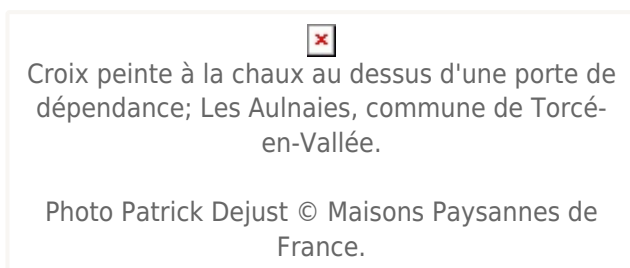 Croix peinte à la chaux au dessus d'une porte de
dépendance; Les Aulnaies, commune de Torcé-
en-Vallée.
Photo Patrick Dejust © Maisons Paysannes de
France.